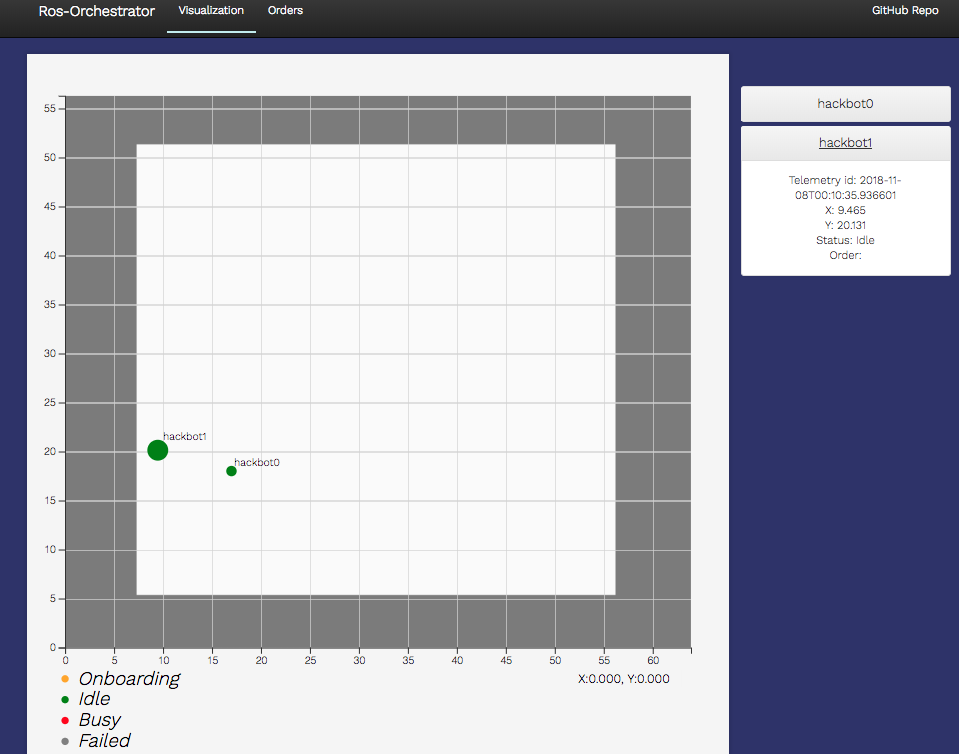 Ros-Orchestrator Visualization Orders GitHub Repo
hackbot0
hackbot1
Telemetry id: 2018-11-
08T00:10:35.936601
X: 9.465
Y: 20.131
Status: Idle
Order:
55
50
45
40
35
30
25
20
15
10
5
0
hackbot1
hackbot0
0 5 10 15 20 25 30 35 40 45 50 55 60
X:0.000, Y:0.000
Onboarding
Idle
Busy
Failed